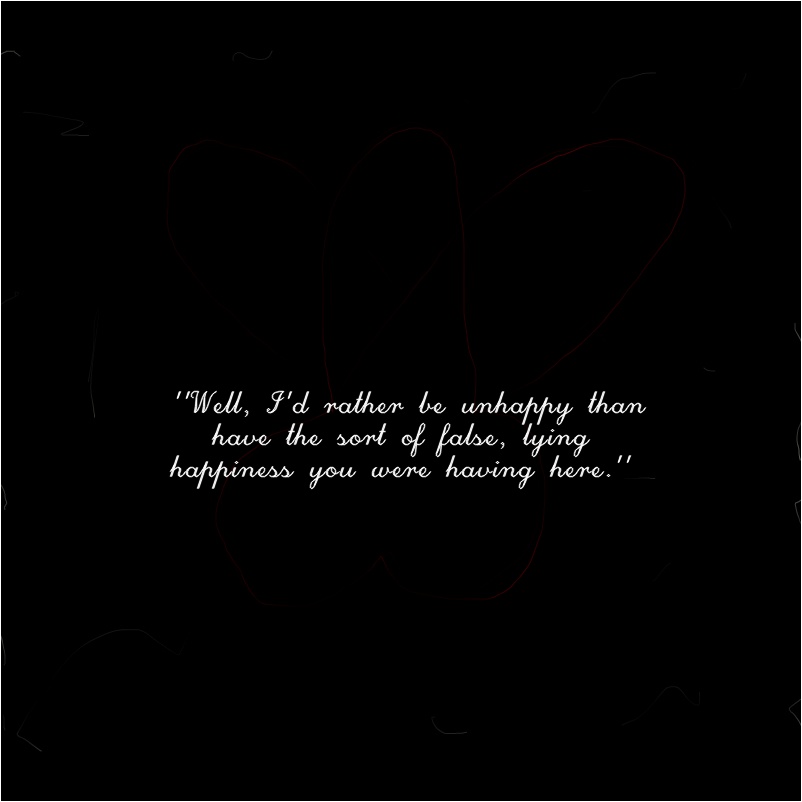 "Well, I'd rather be unhappy than
have the sort of false, lying
happiness you were having here."